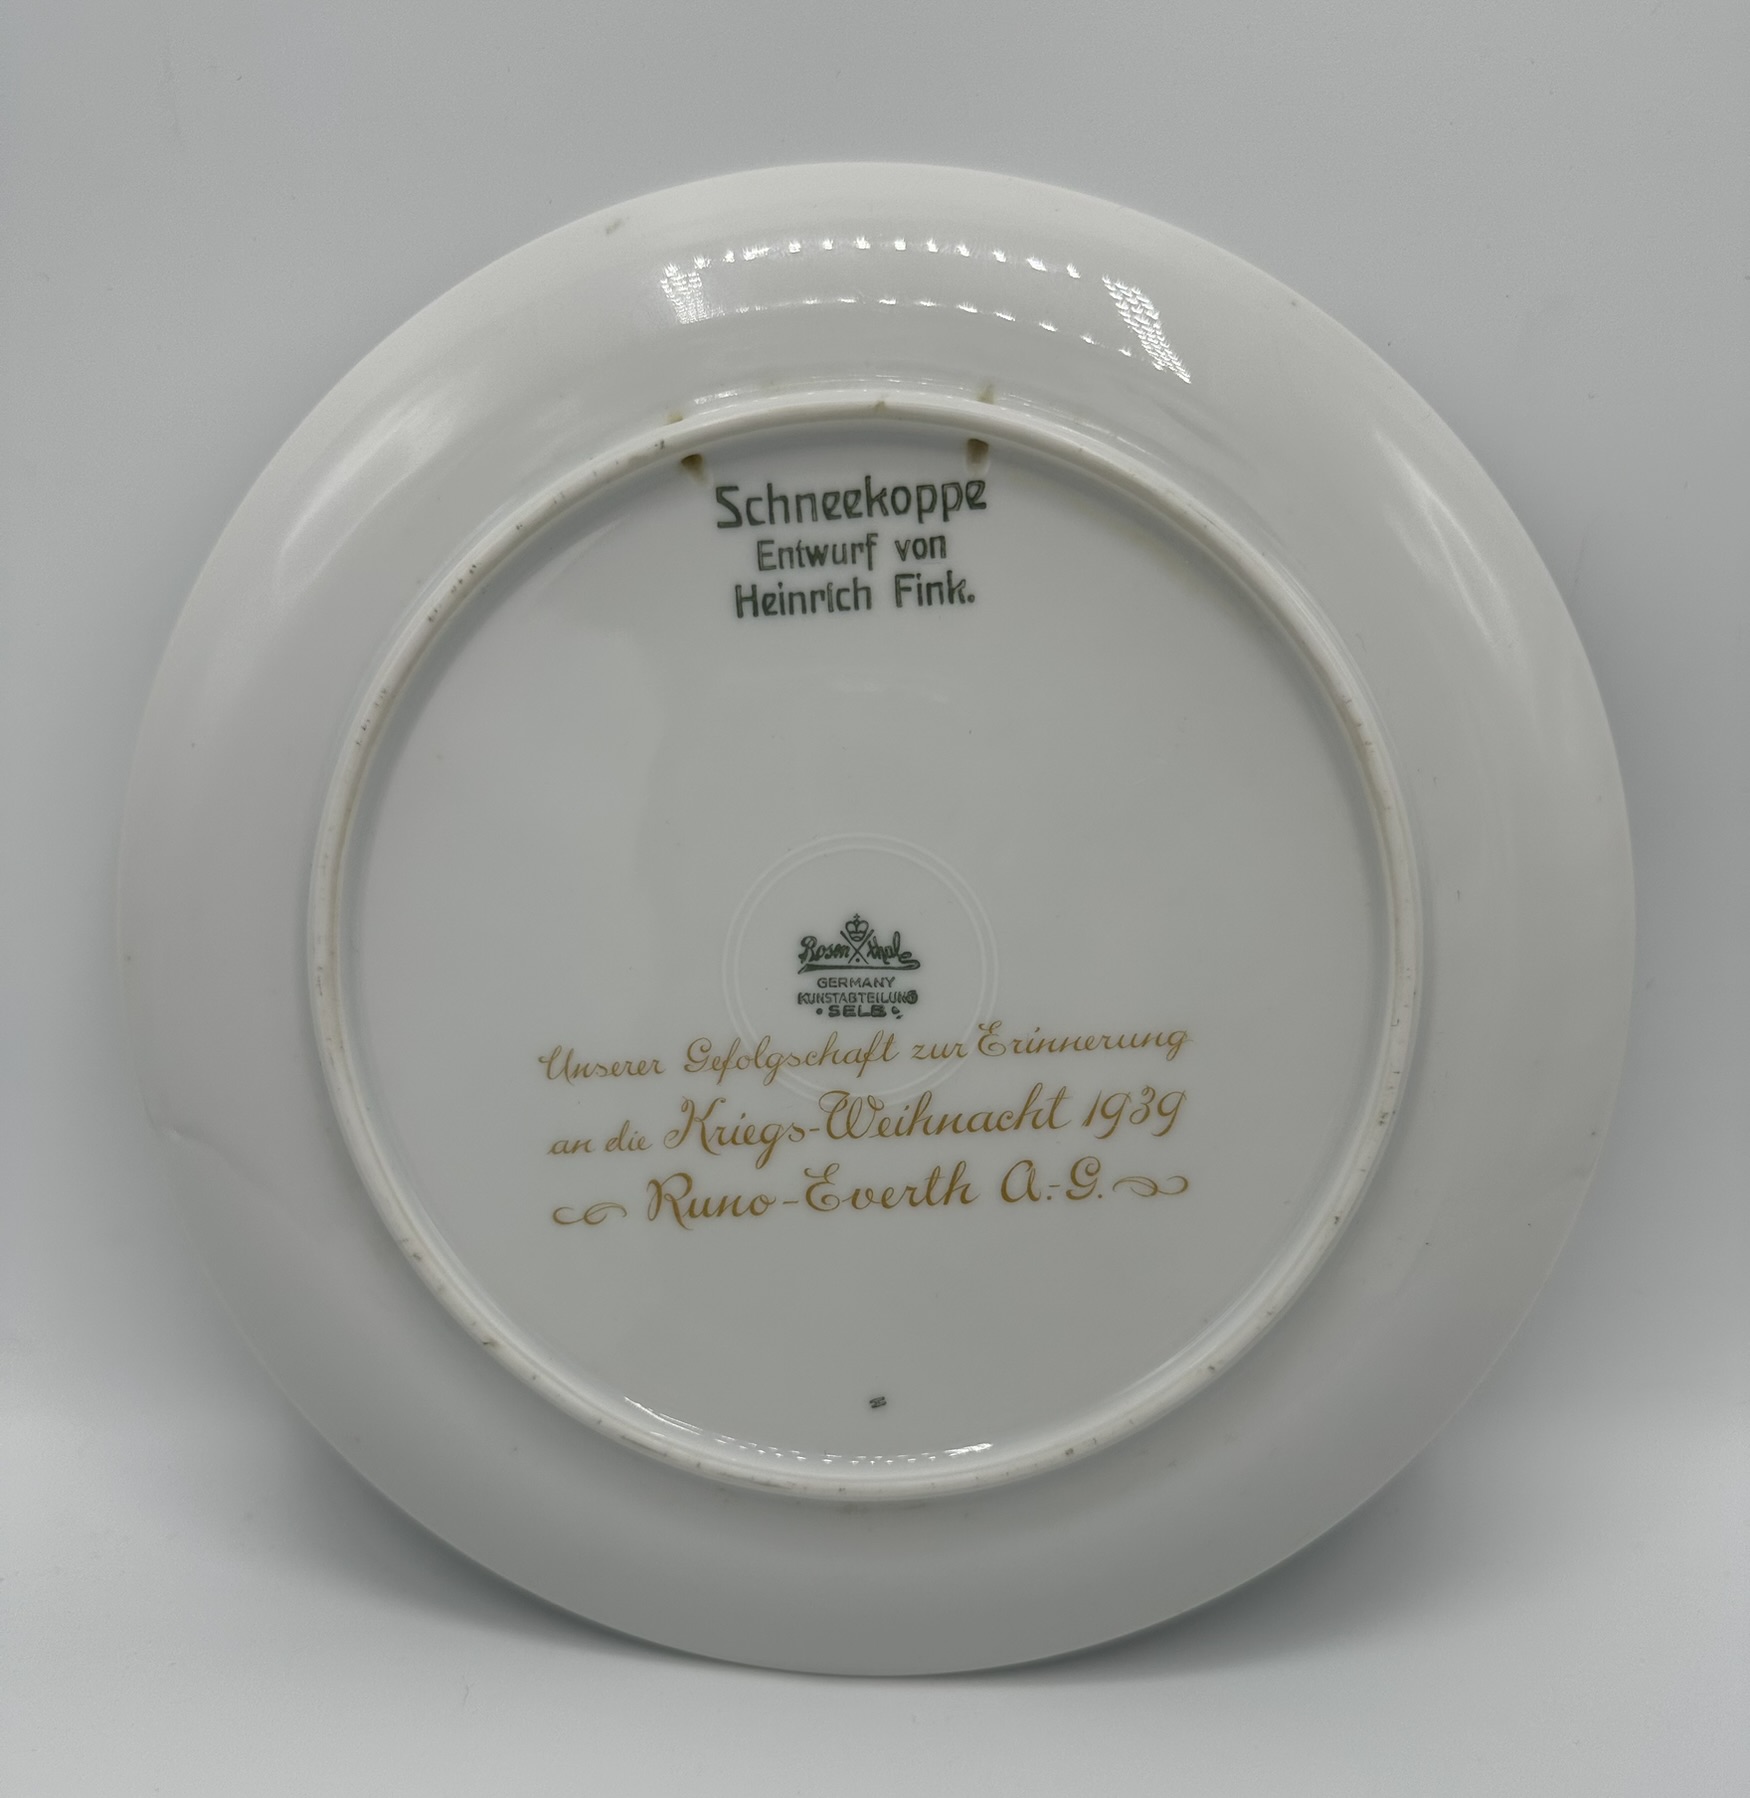 Schneekoppe
Entwurf von
Heinrich Fink.
Rosenthal
GERMANY
KUNSTABTEILUNG
SELB
Unserer Gefolgschaft zur Erinnerung
an die Kriegs-Weihnacht 1939
Runo-Everth A.-G.